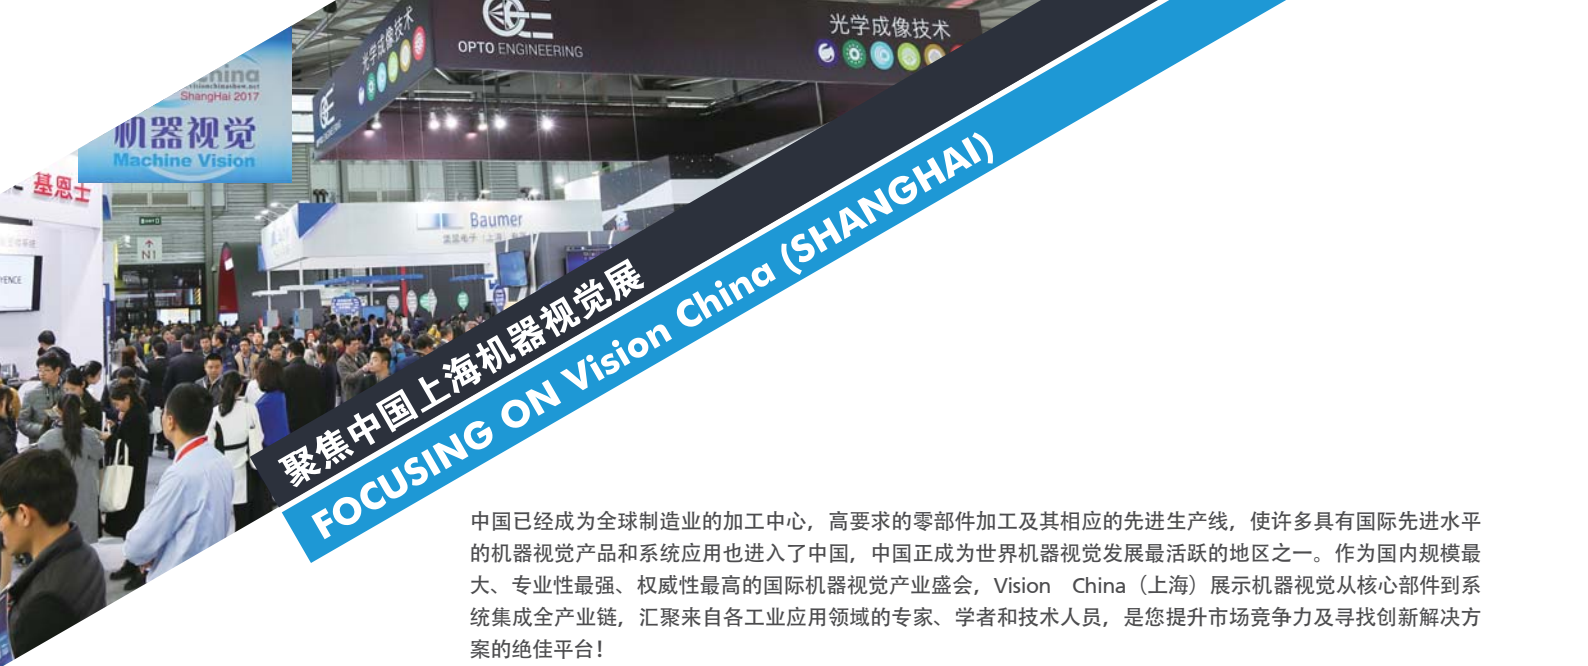 OPTO ENGINEERING
光学成像技术
光学成像技术
ShangHai 2017
机器视觉
Machine Vision
基恩士
Baumer
N1
聚焦中国上海机器视觉展
FOCUSING ON Vision China (SHANGHAI)
中国已经成为全球制造业的加工中心，高要求的零部件加工及其相应的先进生产线，使许多具有国际先进水平
的机器视觉产品和系统应用也进入了中国，中国正成为世界机器视觉发展最活跃的地区之一。作为国内规模最
大、专业性最强、权威性最高的国际机器视觉产业盛会，Vision China（上海）展示机器视觉从核心部件到系
统集成全产业链，汇聚来自各工业应用领域的专家、学者和技术人员，是您提升市场竞争力及寻找创新解决方
案的绝佳平台！